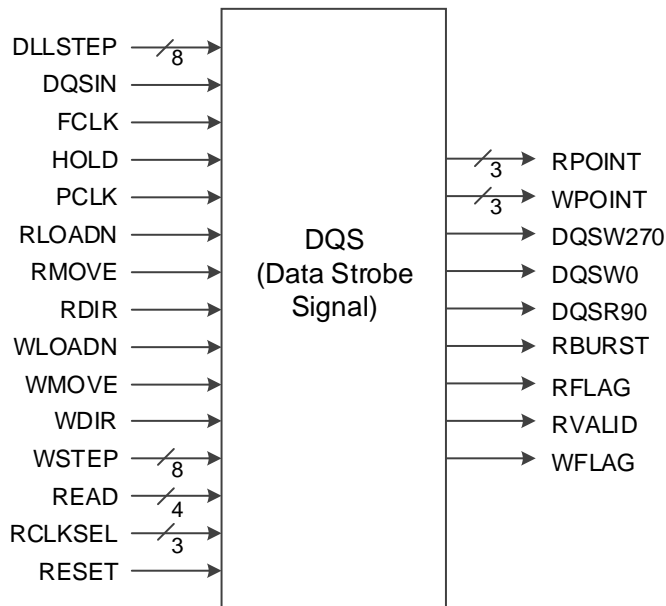 DLLSTEP
8
DQSIN
FCLK
HOLD
PCLK
RLOADN
RMOVE
RDIR
WLOADN
WMOVE
WDIR
WSTEP
8
READ
4
RCLKSEL
3
RESET
DQS
(Data Strobe
Signal)
3
RPOINT
3
WPOINT
DQSW270
DQSW0
DQSR90
RBURST
RFLAG
RVALID
WFLAG